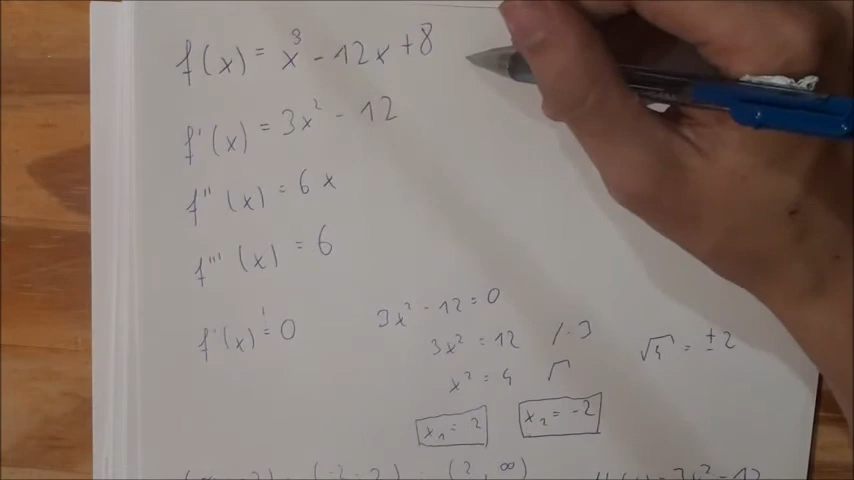 f(x) = x³ - 12x + 8
f'(x) = 3x² - 12
f''(x) = 6x
f'''(x) = 6
f'(x) = 0
3x² - 12 = 0
3x² = 12 /:3
x² = 4 √
√4 = ±2
x₁ = 2
x₂ = -2